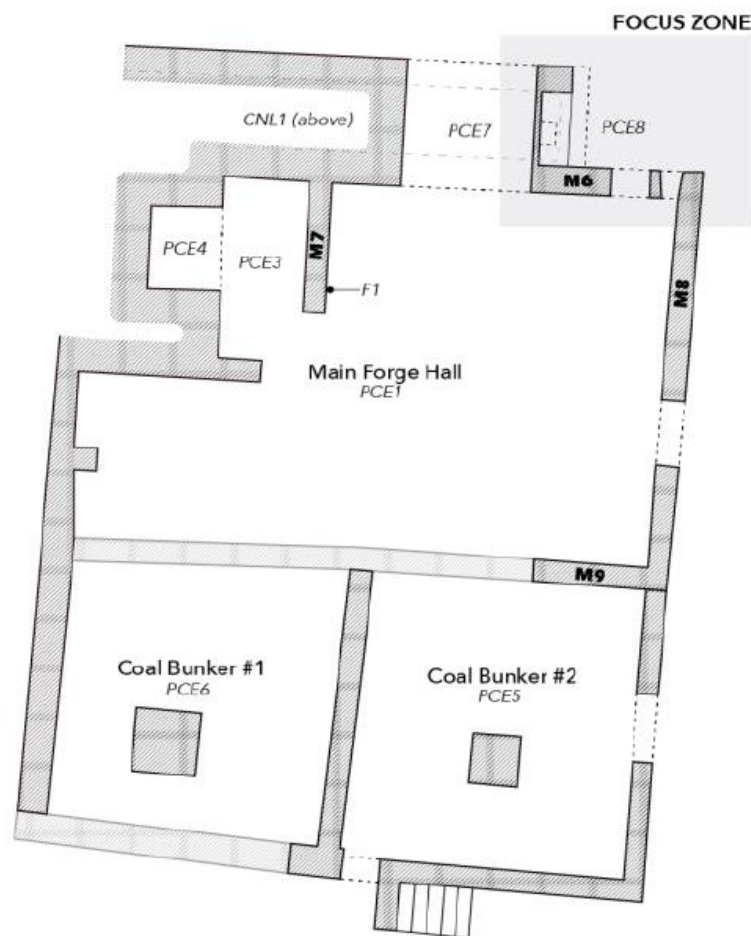 FOCUS ZONE
CNL1 (above)
PCE7
PCE8
M6
PCE4
PCE3
M7
F1
M8
Main Forge Hall
PCE1
M9
Coal Bunker #1
PCE6
Coal Bunker #2
PCE5